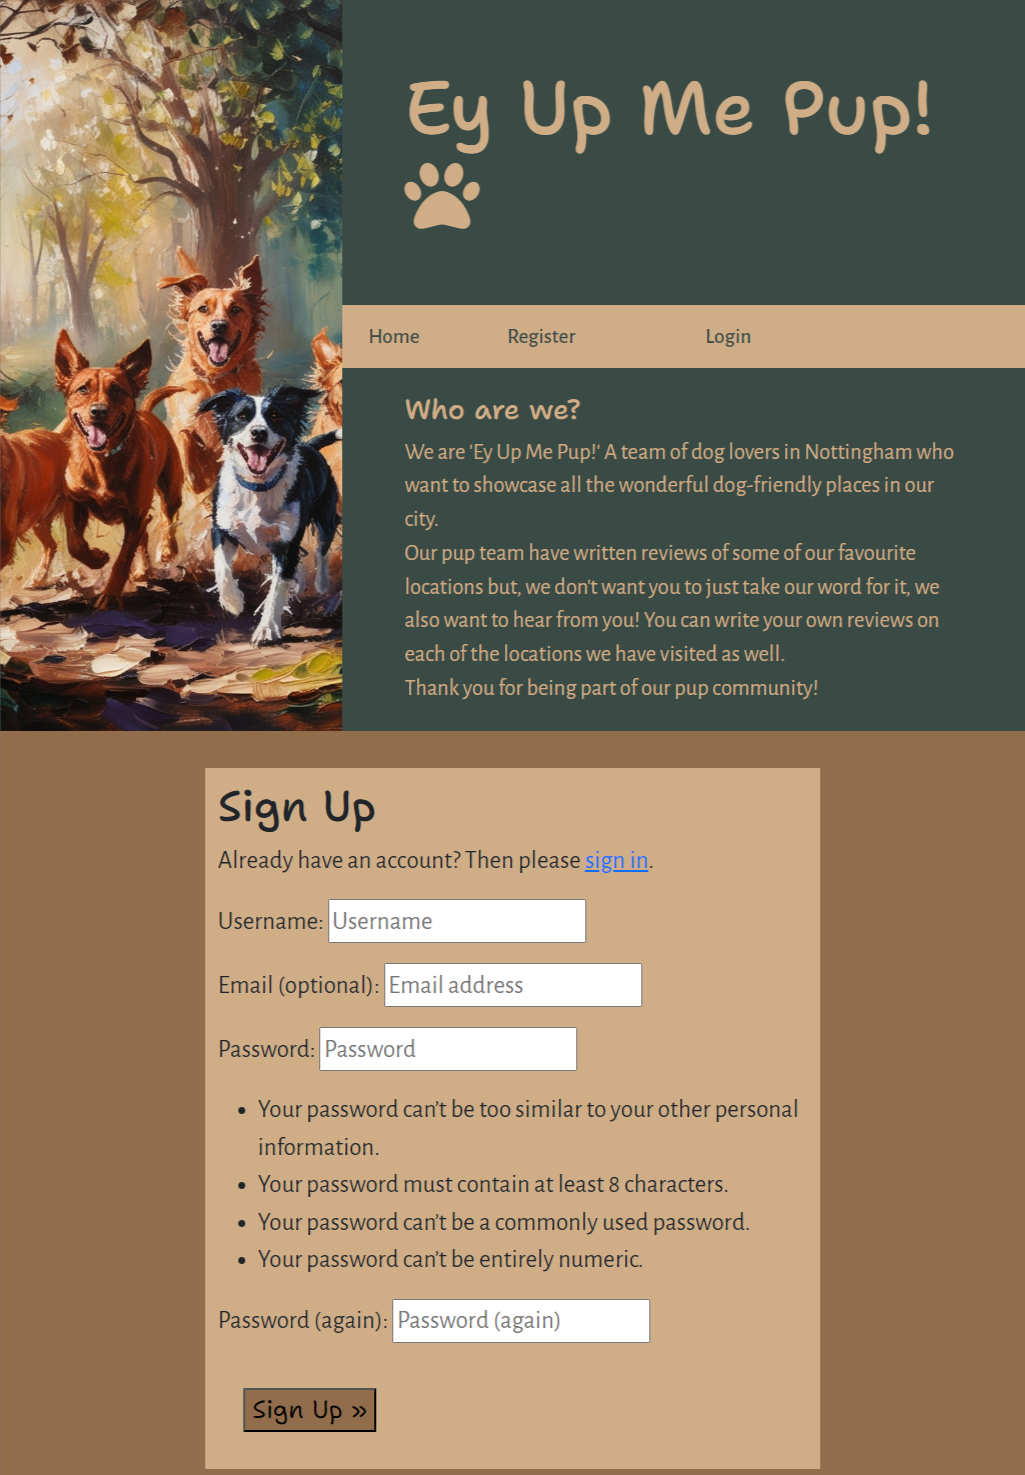 Ey Up Me Pup!
Home Register Login
Who are we?
We are 'Ey Up Me Pup!' A team of dog lovers in Nottingham who
want to showcase all the wonderful dog-friendly places in our
city.
Our pup team have written reviews of some of our favourite
locations but, we don't want you to just take our word for it, we
also want to hear from you! You can write your own reviews on
each of the locations we have visited as well.
Thank you for being part of our pup community!
Sign Up
Already have an account? Then please sign in.
Username: Username
Email (optional): Email address
Password: Password
• Your password can’t be too similar to your other personal
information.
• Your password must contain at least 8 characters.
• Your password can’t be a commonly used password.
• Your password can’t be entirely numeric.
Password (again): Password (again)
Sign Up »